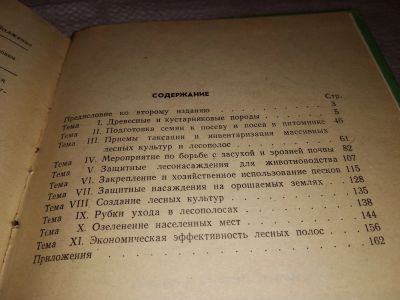 СОДЕРЖАНИЕ
Стр.
Предисловие ко второму изданию 3
Тема I. Древесные и кустарниковые породы 5
Тема II. Подготовка семян к посеву и посев в питомнике 46
Тема III. Приемы таксации и инвентаризации массивных
лесных культур и лесополос 61
Тема IV. Мероприятие по борьбе с засухой и эрозией почвы 82
Тема V. Защитные лесонасаждения для животноводства 107
Тема VI. Закрепление и хозяйственное использование песков 115
Тема VII. Защитные насаждения на орошаемых землях 128
Тема VIII Создание лесных культур 135
Тема IX. Рубки ухода в лесополосах 138
Тема X. Озеленение населенных мест 144
Тема XI. Экономическая эффективность лесных полос 156
Приложения 162